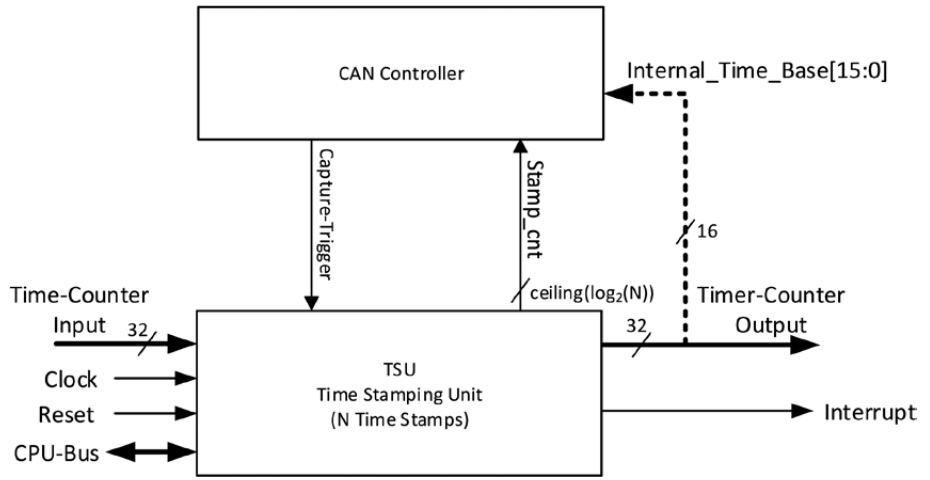 CAN Controller
Internal_Time_Base[15:0]
Capture-Trigger
Stamp_cnt
16
ceiling(log₂(N))
Time-Counter
Input
32
Timer-Counter
Output
32
TSU
Time Stamping Unit
(N Time Stamps)
Clock
Reset
CPU-Bus
Interrupt